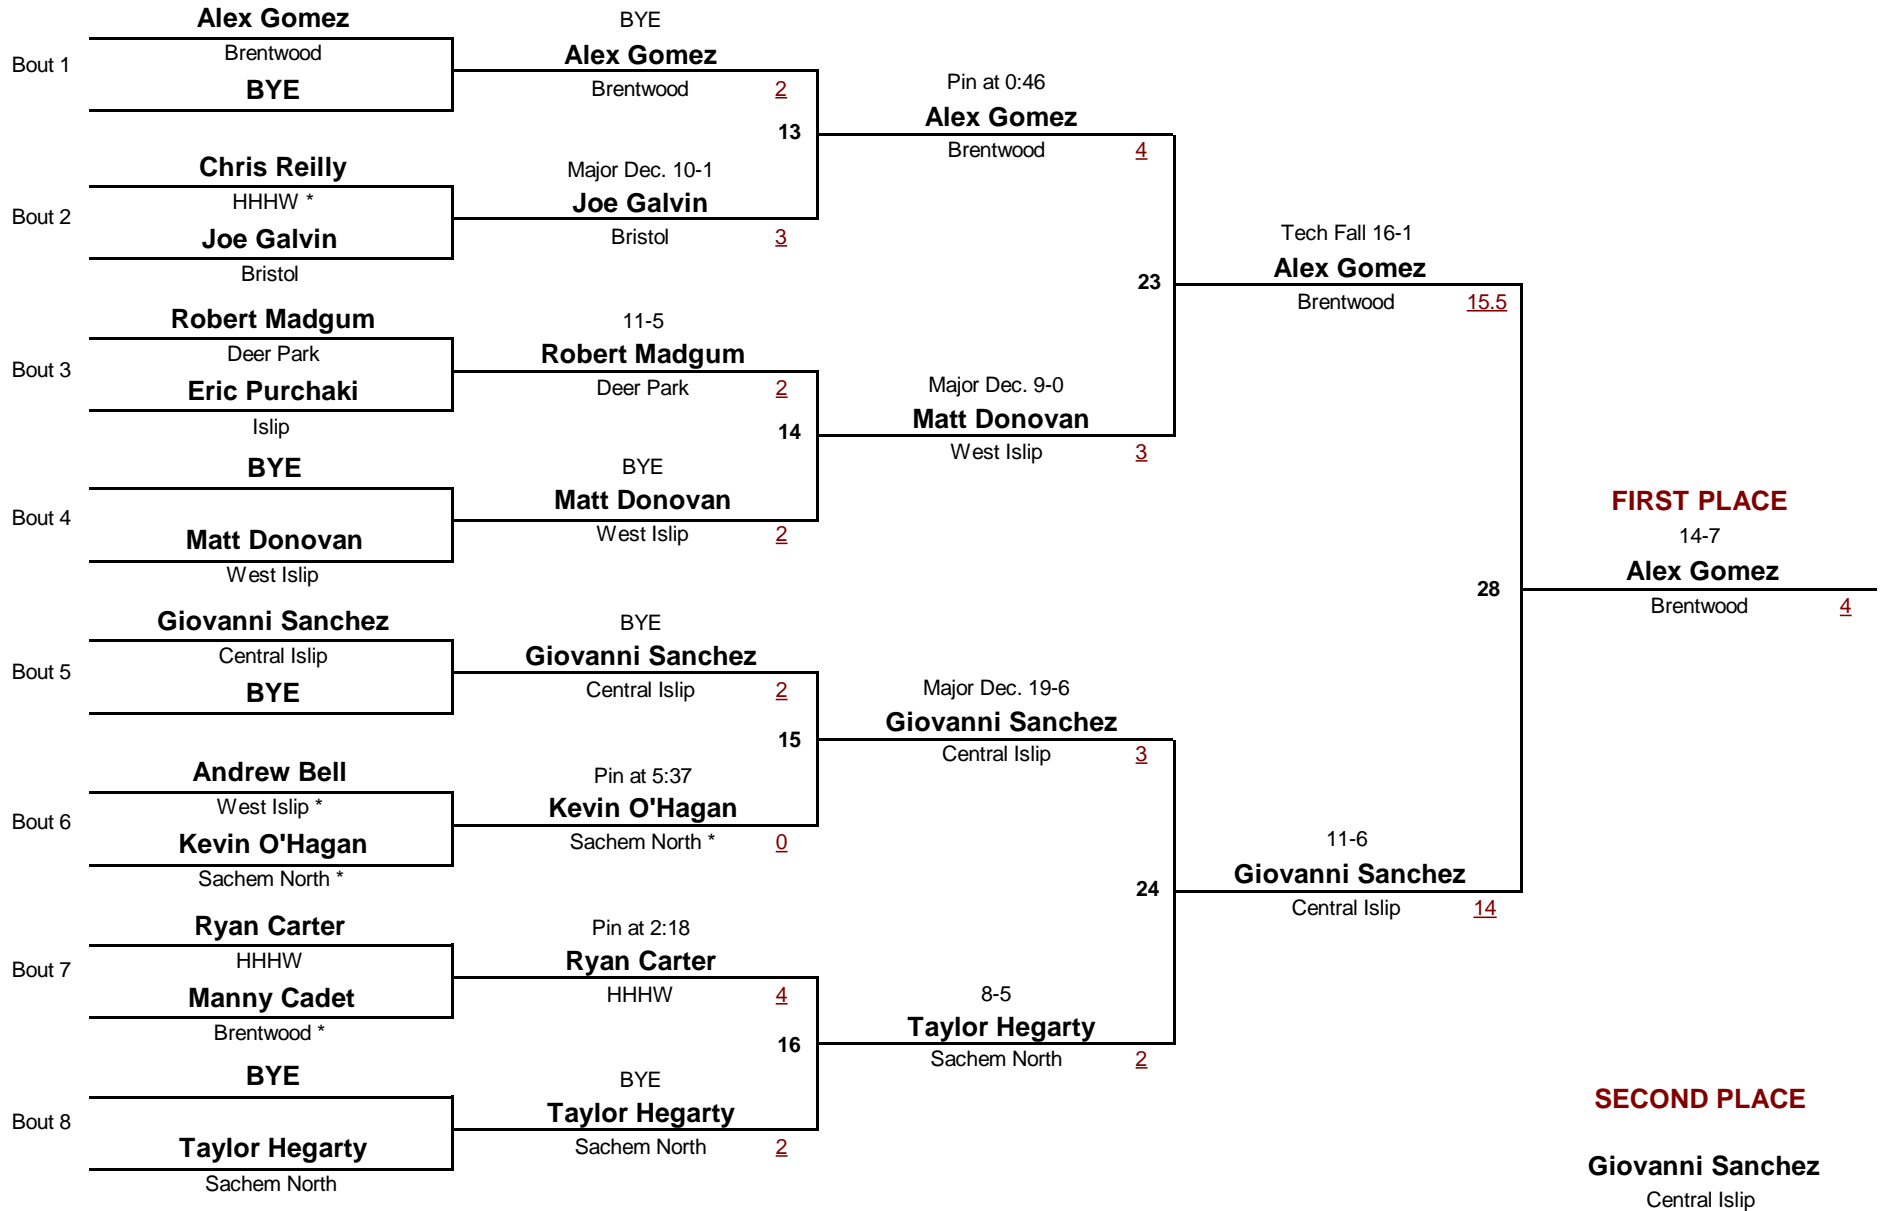 Bout 1
Alex Gomez
Brentwood
BYE
Bout 2
Chris Reilly
HHHW *
Joe Galvin
Bristol
Bout 3
Robert Madgum
Deer Park
Eric Purchaki
Islip
Bout 4
BYE
Matt Donovan
West Islip
Bout 5
Giovanni Sanchez
Central Islip
BYE
Bout 6
Andrew Bell
West Islip *
Kevin O'Hagan
Sachem North *
Bout 7
Ryan Carter
HHHW
Manny Cadet
Brentwood *
Bout 8
BYE
Taylor Hegarty
Sachem North
BYE
Alex Gomez
Brentwood 2
13
Major Dec. 10-1
Joe Galvin
Bristol 3
11-5
Robert Madgum
Deer Park 2
14
BYE
Matt Donovan
West Islip 2
BYE
Giovanni Sanchez
Central Islip 2
15
Pin at 5:37
Kevin O'Hagan
Sachem North * 0
Pin at 2:18
Ryan Carter
HHHW 4
16
BYE
Taylor Hegarty
Sachem North 2
Pin at 0:46
Alex Gomez
Brentwood 4
23
Major Dec. 9-0
Matt Donovan
West Islip 3
Major Dec. 19-6
Giovanni Sanchez
Central Islip 3
24
8-5
Taylor Hegarty
Sachem North 2
Tech Fall 16-1
Alex Gomez
Brentwood 15.5
28
11-6
Giovanni Sanchez
Central Islip 14
FIRST PLACE
14-7
Alex Gomez
Brentwood 4
SECOND PLACE
Giovanni Sanchez
Central Islip